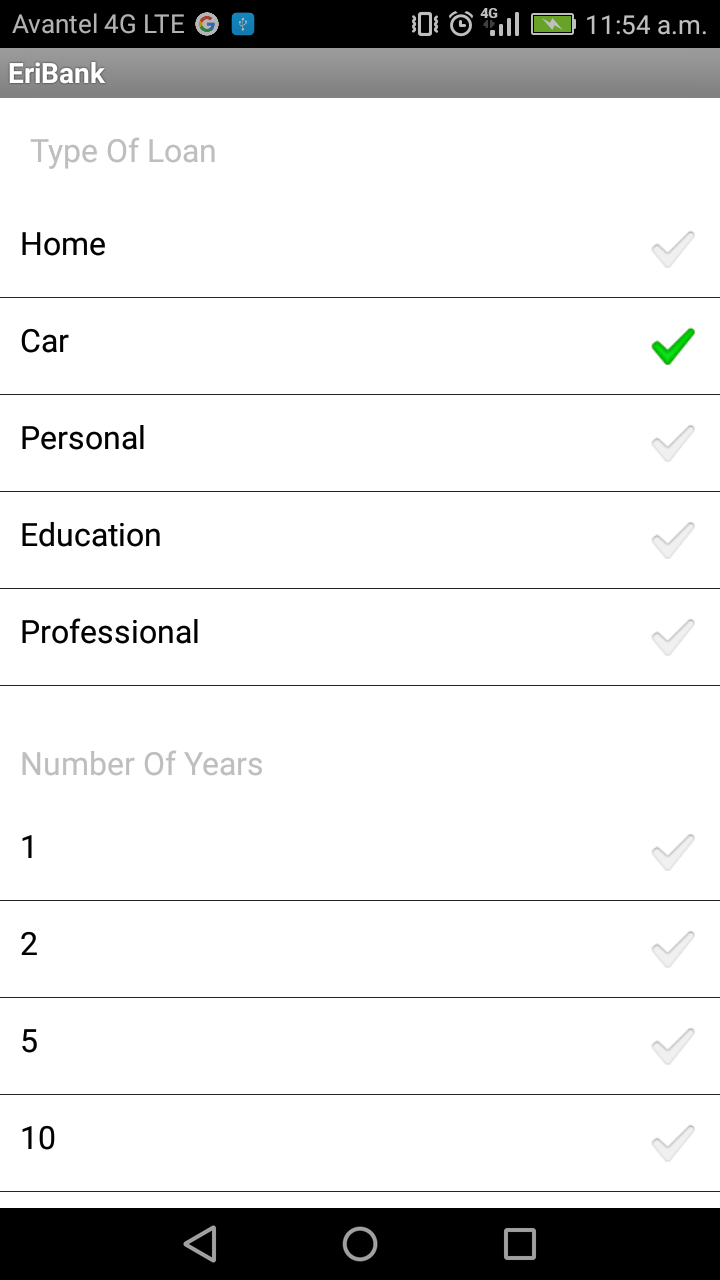 Avantel 4G LTE 4G 11:54 a.m.
EriBank
Type Of Loan
Home
Car
Personal
Education
Professional
Number Of Years
1
2
5
10